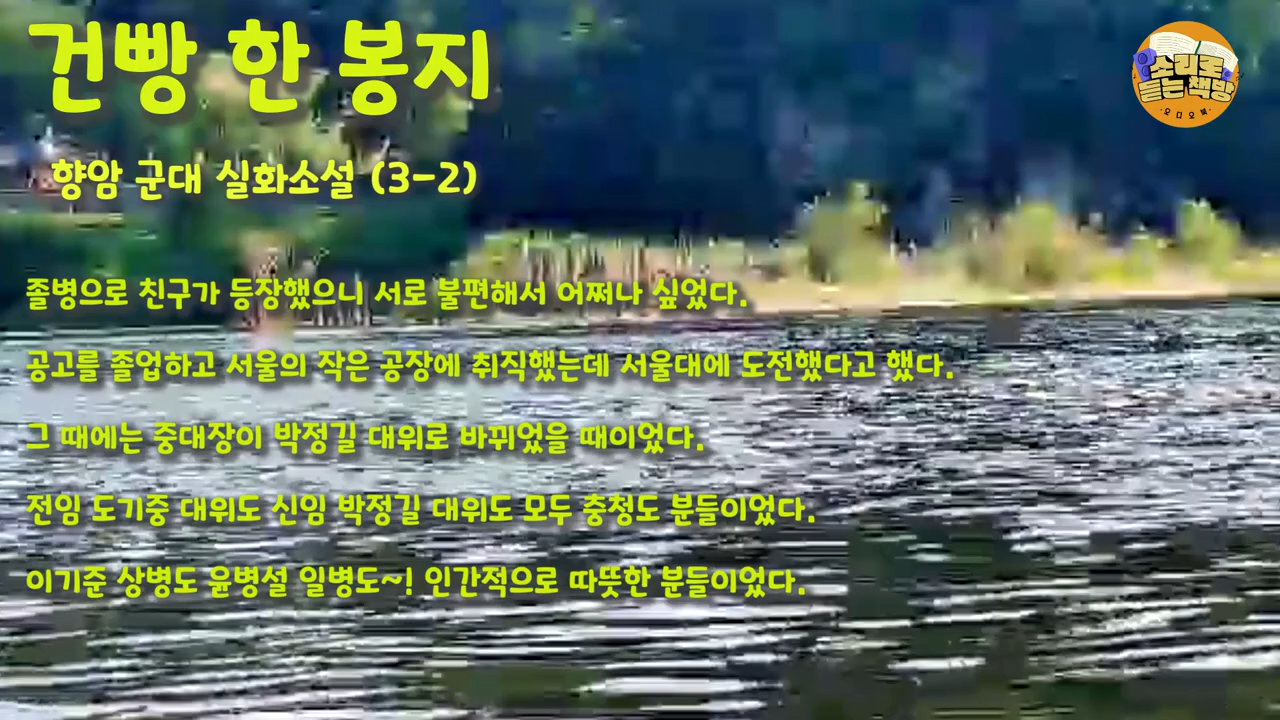 건빵 한 봉지
소리로
듣는 책방
·오디오북·
향암 군대 실화소설 (3-2)
졸병으로 친구가 등장했으니 서로 불편해서 어쩌나 싶었다.
공고를 졸업하고 서울의 작은 공장에 취직했는데 서울대에 도전했다고 했다.
그 때에는 중대장이 박정길 대위로 바뀌었을 때이었다.
전임 도기중 대위도 신임 박정길 대위도 모두 충청도 분들이었다.
이기준 상병도 윤병설 일병도~! 인간적으로 따뜻한 분들이었다.